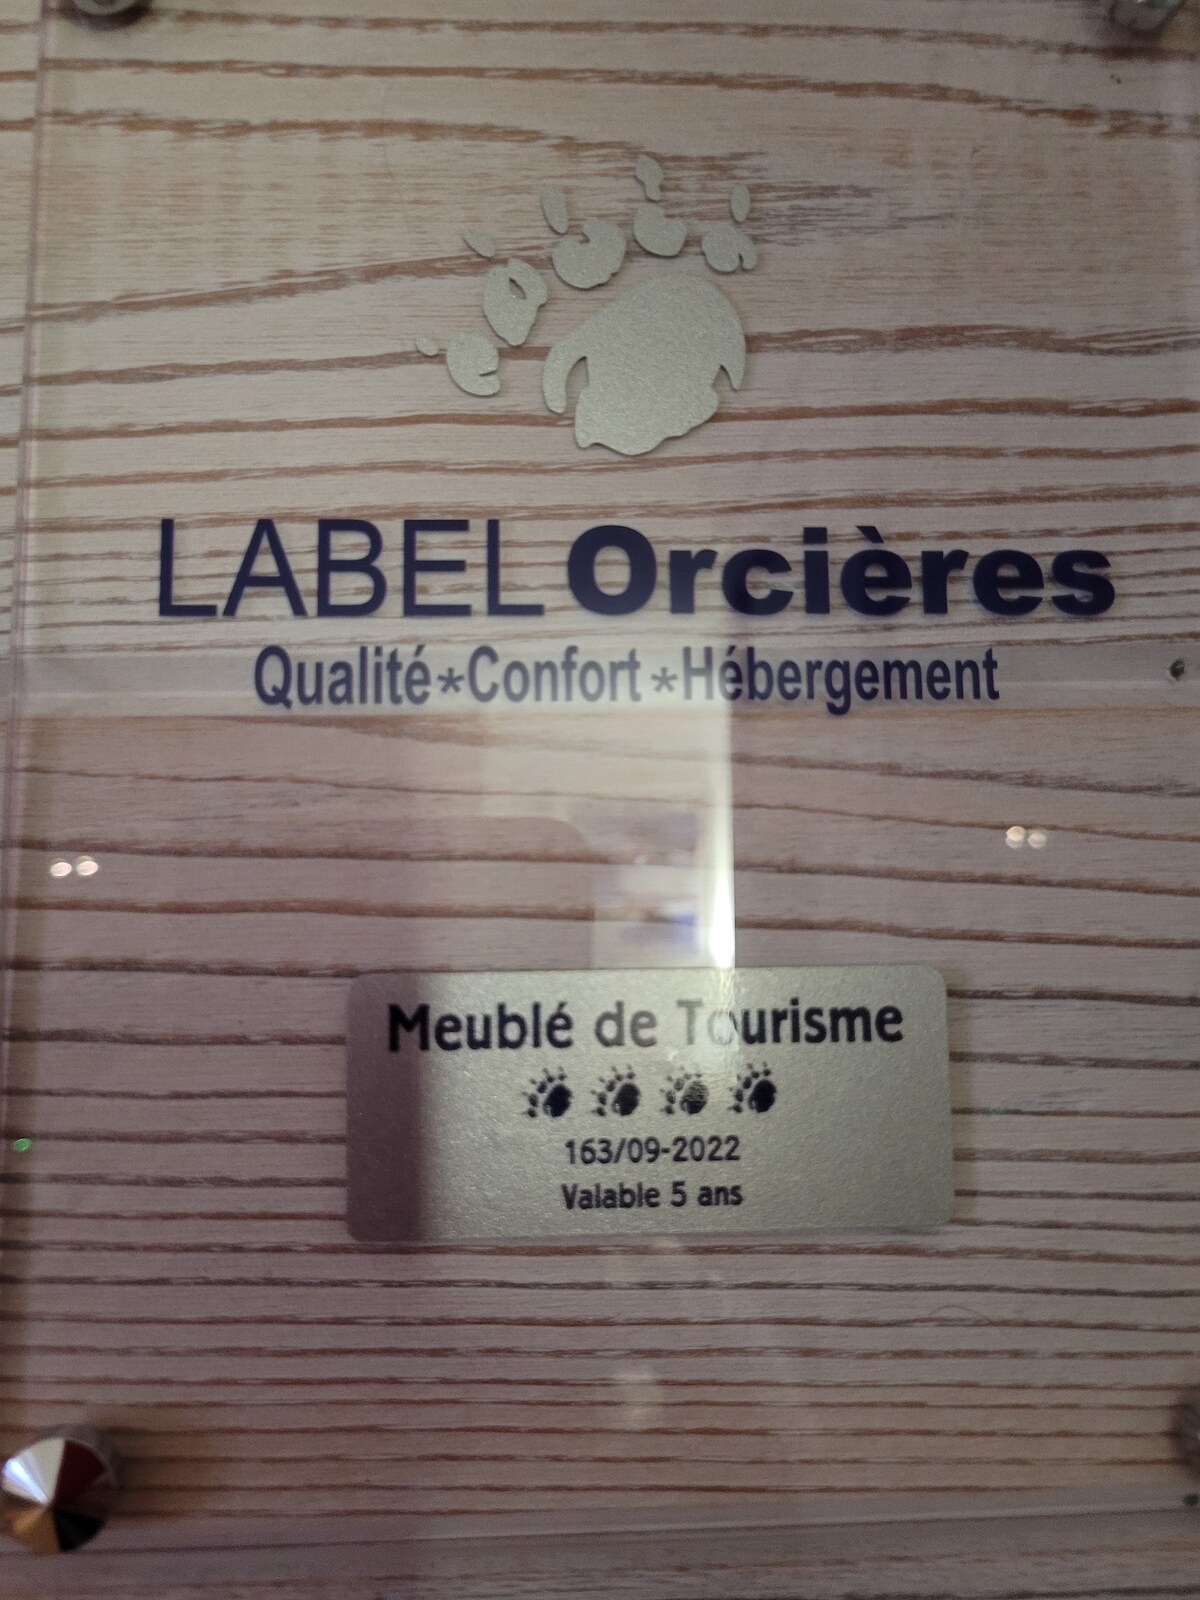 LABEL Orcières
Qualité*Confort*Hébergement
Meublé de Tourisme
163/09-2022
Valable 5 ans